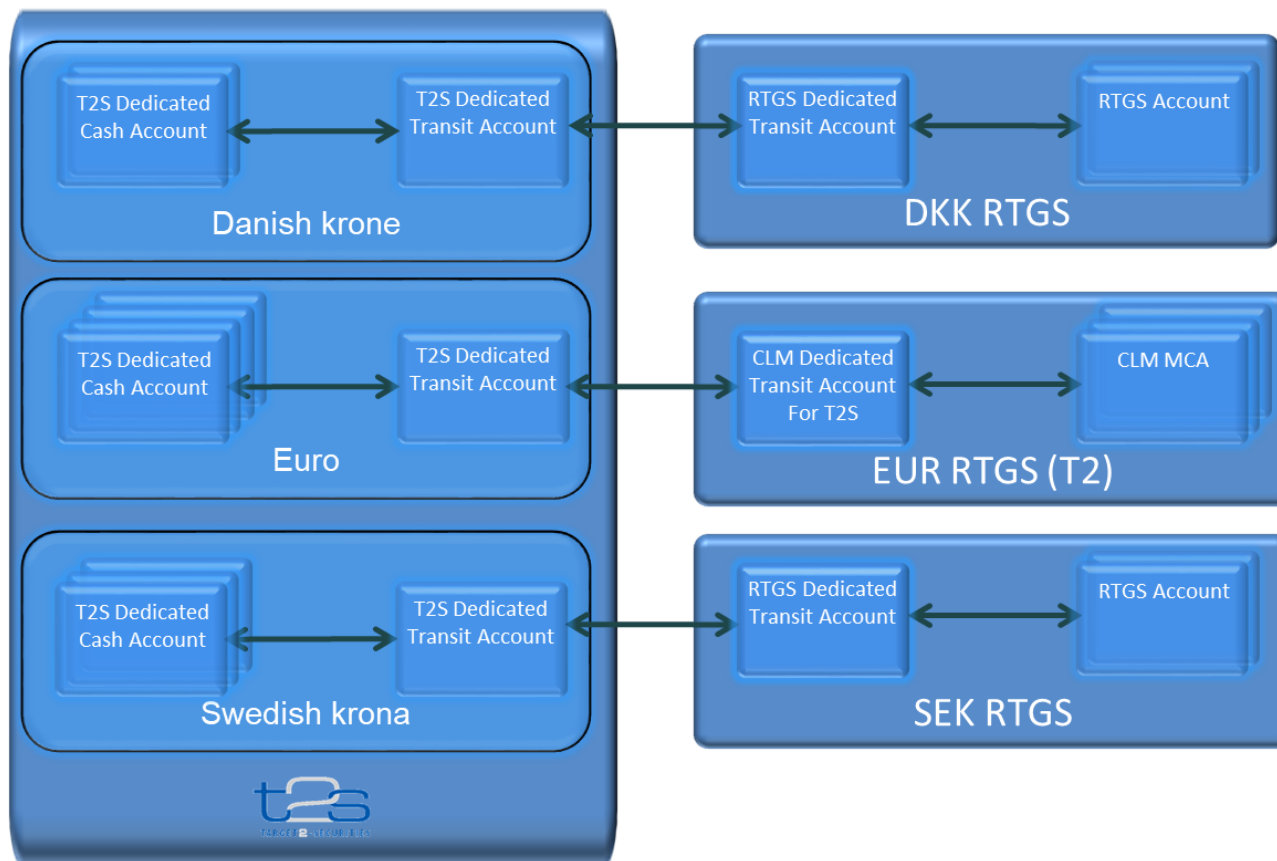 T2S Dedicated
Cash Account
T2S Dedicated
Transit Account
RTGS Dedicated
Transit Account
RTGS Account
Danish krone
DKK RTGS
T2S Dedicated
Cash Account
T2S Dedicated
Transit Account
CLM Dedicated
Transit Account
For T2S
CLM MCA
Euro
EUR RTGS (T2)
T2S Dedicated
Cash Account
T2S Dedicated
Transit Account
RTGS Dedicated
Transit Account
RTGS Account
Swedish krona
SEK RTGS
t2s
TARGET2-SECURITIES